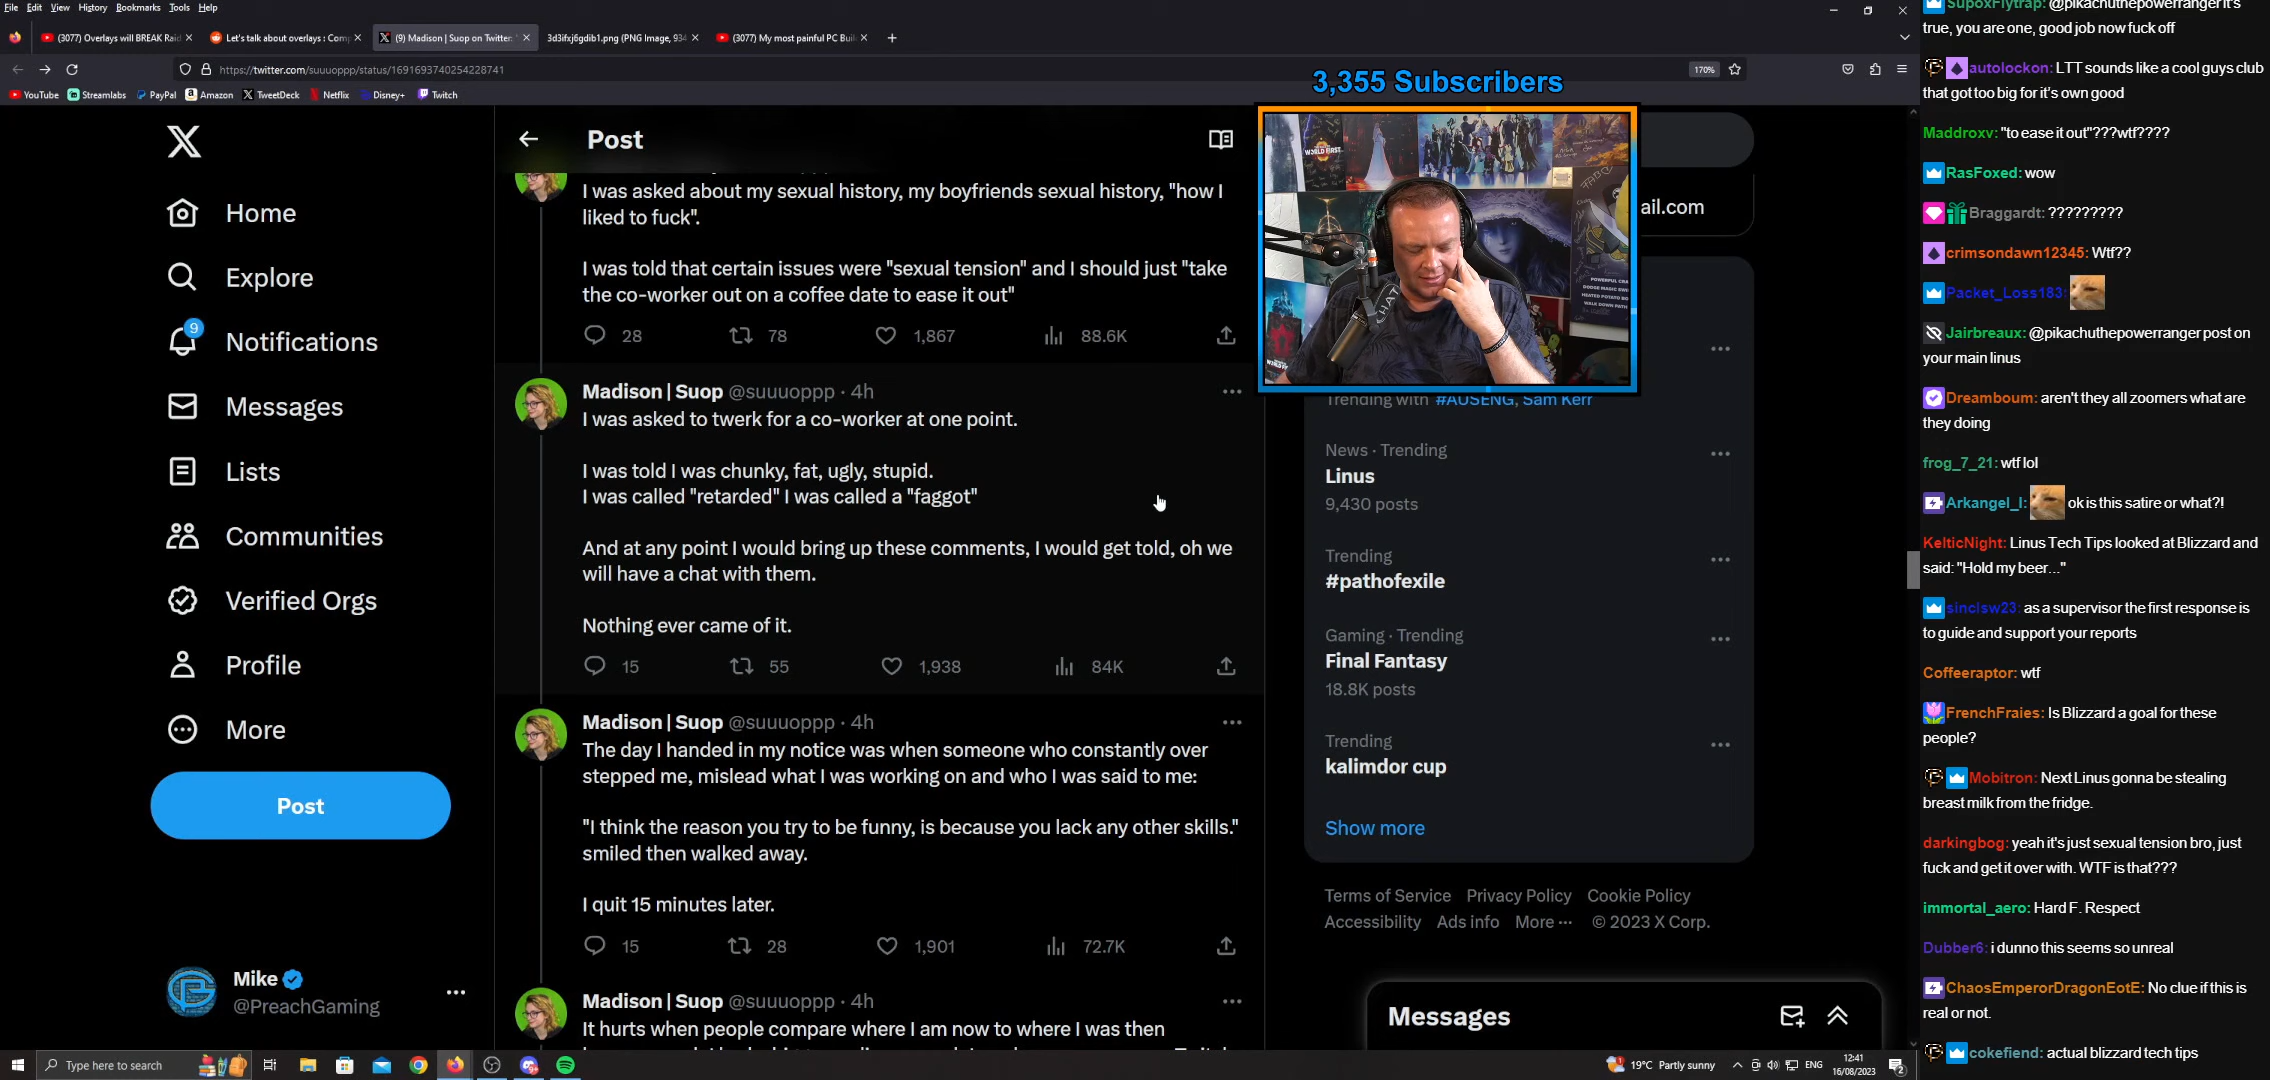 File Edit View History Bookmarks Tools Help
(3077) Overlays will BREAK Raid
Let's talk about overlays : Comp
(9) Madison | Suop on Twitter:
3d3ifxj6gdib1.png (PNG Image, 934
(3077) My most painful PC Buil
https://twitter.com/suuuoppp/status/1691693740254228741
170%
YouTube Streamlabs PayPal Amazon TweetDeck Netflix Disney+ Twitch
3,355 Subscribers
Home
Explore
9
Notifications
Messages
Lists
Communities
Verified Orgs
Profile
More
Post
Mike
@PreachGaming
Post
I was asked about my sexual history, my boyfriends sexual history, "how I
liked to fuck".
I was told that certain issues were "sexual tension" and I should just "take
the co-worker out on a coffee date to ease it out"
28 78 1,867 88.6K
Madison | Suop @suuuoppp · 4h
I was asked to twerk for a co-worker at one point.
I was told I was chunky, fat, ugly, stupid.
I was called "retarded" I was called a "faggot"
And at any point I would bring up these comments, I would get told, oh we
will have a chat with them.
Nothing ever came of it.
15 55 1,938 84K
Madison | Suop @suuuoppp · 4h
The day I handed in my notice was when someone who constantly over
stepped me, mislead what I was working on and who I was said to me:
"I think the reason you try to be funny, is because you lack any other skills."
smiled then walked away.
I quit 15 minutes later.
15 28 1,901 72.7K
Madison | Suop @suuuoppp · 4h
It hurts when people compare where I am now to where I was then
ail.com
Trending with #AUSENG, Sam Kerr
News · Trending
Linus
9,430 posts
Trending
#pathofexile
Gaming · Trending
Final Fantasy
18.8K posts
Trending
kalimdor cup
Show more
Terms of Service Privacy Policy Cookie Policy
Accessibility Ads info More ··· © 2023 X Corp.
Messages
WORLD FIRST
CHAT
SupoxFlytrap: @pikachuthepowerranger it's
true, you are one, good job now fuck off
autolockon: LTT sounds like a cool guys club
that got too big for it's own good
Maddroxv: "to ease it out"???wtf????
RasFoxed: wow
Braggardt: ?????????
crimsondawn12345: Wtf??
Packet_Loss183:
Jairbreaux: @pikachuthepowerranger post on
your main linus
Dreamboum: aren't they all zoomers what are
they doing
frog_7_21: wtf lol
Arkangel_I: ok is this satire or what?!
KelticNight: Linus Tech Tips looked at Blizzard and
said: "Hold my beer..."
sinclsw23: as a supervisor the first response is
to guide and support your reports
Coffeeraptor: wtf
FrenchFraies: Is Blizzard a goal for these
people?
Mobitron: Next Linus gonna be stealing
breast milk from the fridge.
darkingbog: yeah it's just sexual tension bro, just
fuck and get it over with. WTF is that???
immortal_aero: Hard F. Respect
Dubber6: i dunno this seems so unreal
ChaosEmperorDragonEotE: No clue if this is
real or not.
cokefiend: actual blizzard tech tips
Type here to search
19°C Partly sunny
ENG
12:41
16/08/2023
2